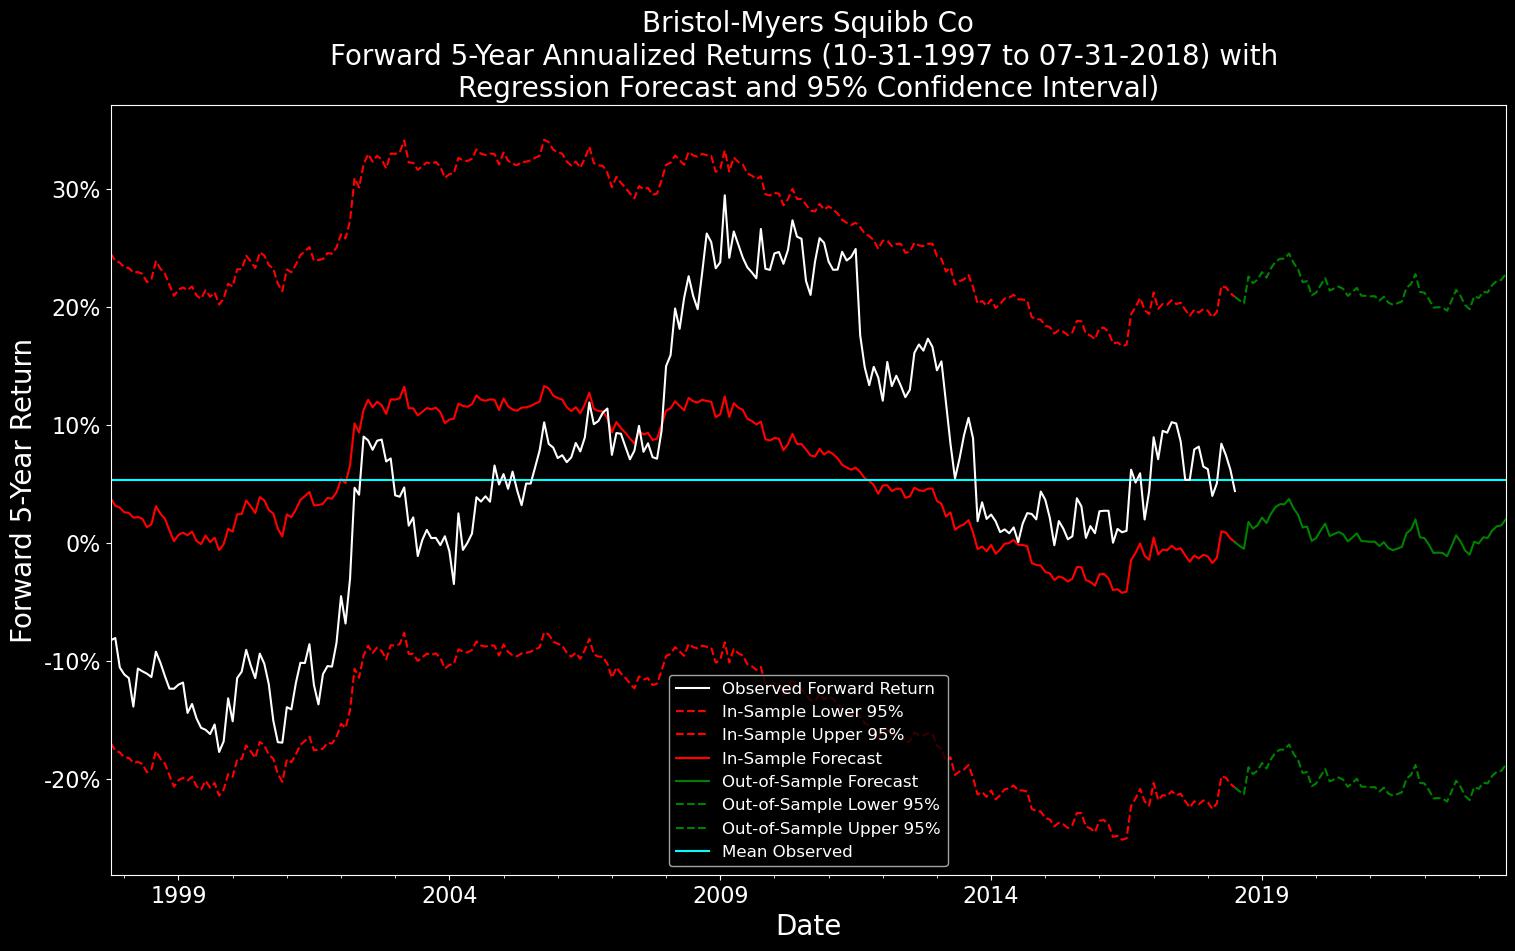 Bristol-Myers Squibb Co
Forward 5-Year Annualized Returns (10-31-1997 to 07-31-2018) with
Regression Forecast and 95% Confidence Interval)
Forward 5-Year Return
30%
20%
10%
0%
-10%
-20%
Observed Forward Return
In-Sample Lower 95%
In-Sample Upper 95%
In-Sample Forecast
Out-of-Sample Forecast
Out-of-Sample Lower 95%
Out-of-Sample Upper 95%
Mean Observed
1999 2004 2009 2014 2019
Date